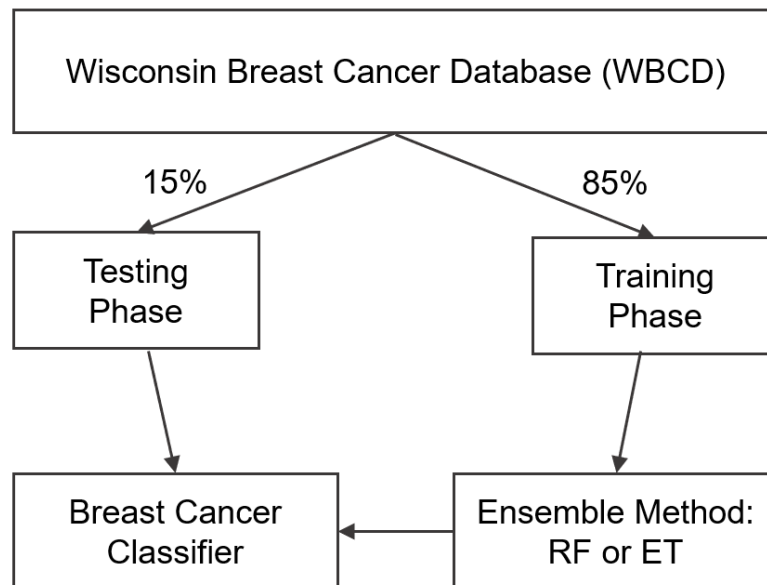 Wisconsin Breast Cancer Database (WBCD)
15%
85%
Testing
Phase
Training
Phase
Breast Cancer
Classifier
Ensemble Method:
RF or ET